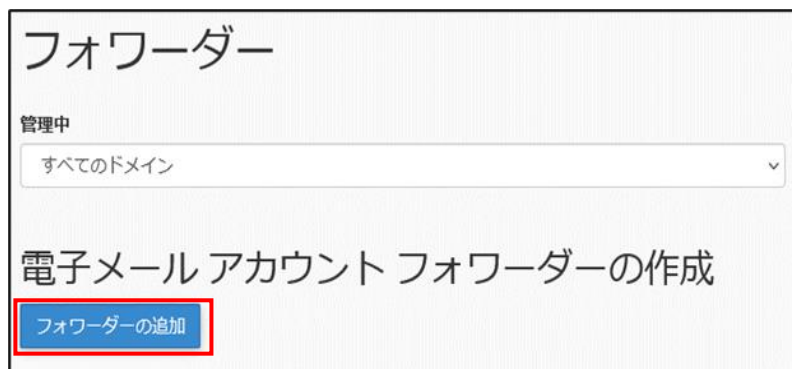 フォワーダー
管理中
すべてのドメイン
電子メール アカウント フォワーダーの作成
フォワーダーの追加